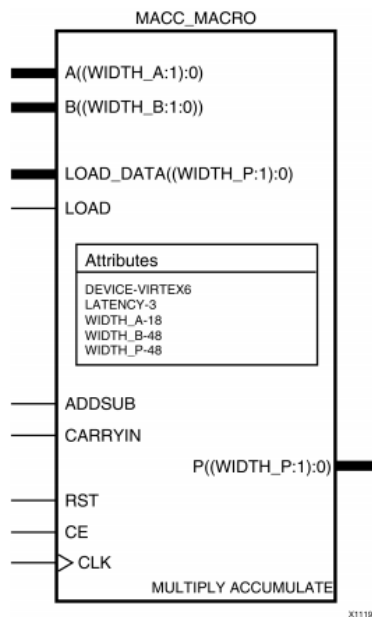 MACC_MACRO
A((WIDTH_A:1):0)
B((WIDTH_B:1:0))
LOAD_DATA((WIDTH_P:1):0)
LOAD
Attributes
DEVICE-VIRTEX6
LATENCY-3
WIDTH_A-18
WIDTH_B-48
WIDTH_P-48
ADDSUB
CARRYIN
P((WIDTH_P:1):0)
RST
CE
CLK
MULTIPLY ACCUMULATE
X1119